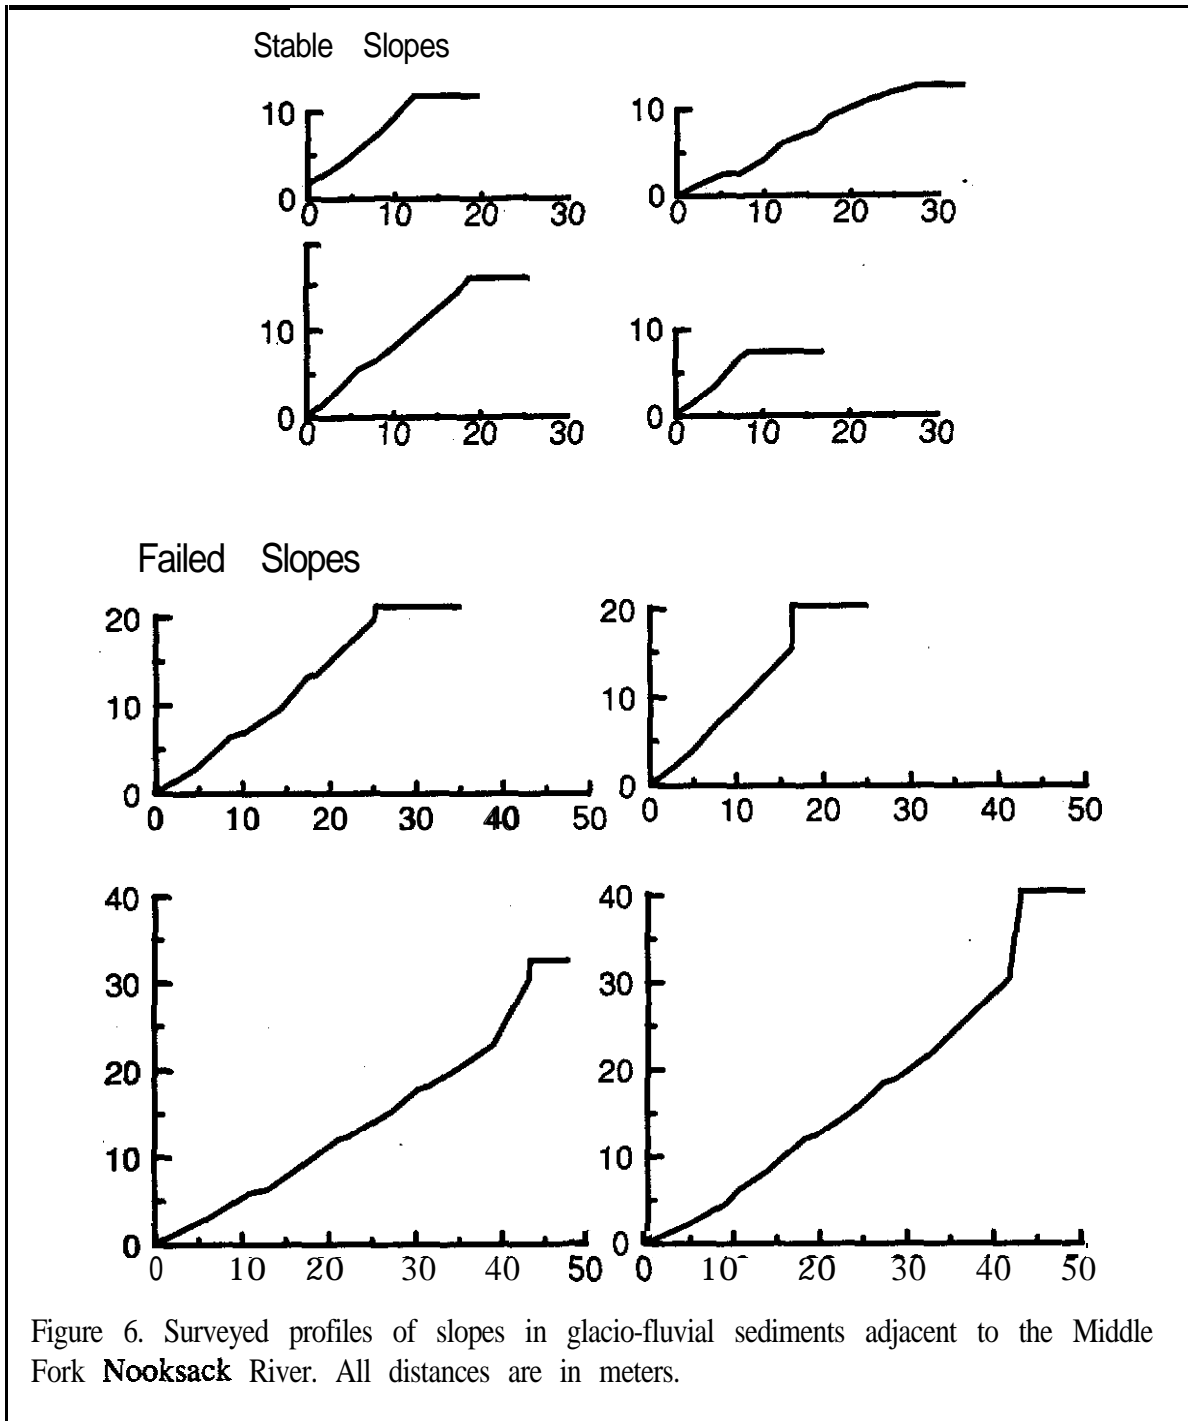 Stable Slopes
10
0
0 10 20 30
10
0
0 10 20 30
10
0
0 10 20 30
10
0
0 10 20 30
Failed Slopes
20
10
0
0 10 20 30 40 50
20
10
0
0 10 20 30 40 50
40
30
20
10
0
0 10 20 30 40 50
40
30
20
10
0
0 10 20 30 40 50
Figure 6. Surveyed profiles of slopes in glacio-fluvial sediments adjacent to the Middle
Fork Nooksack River. All distances are in meters.